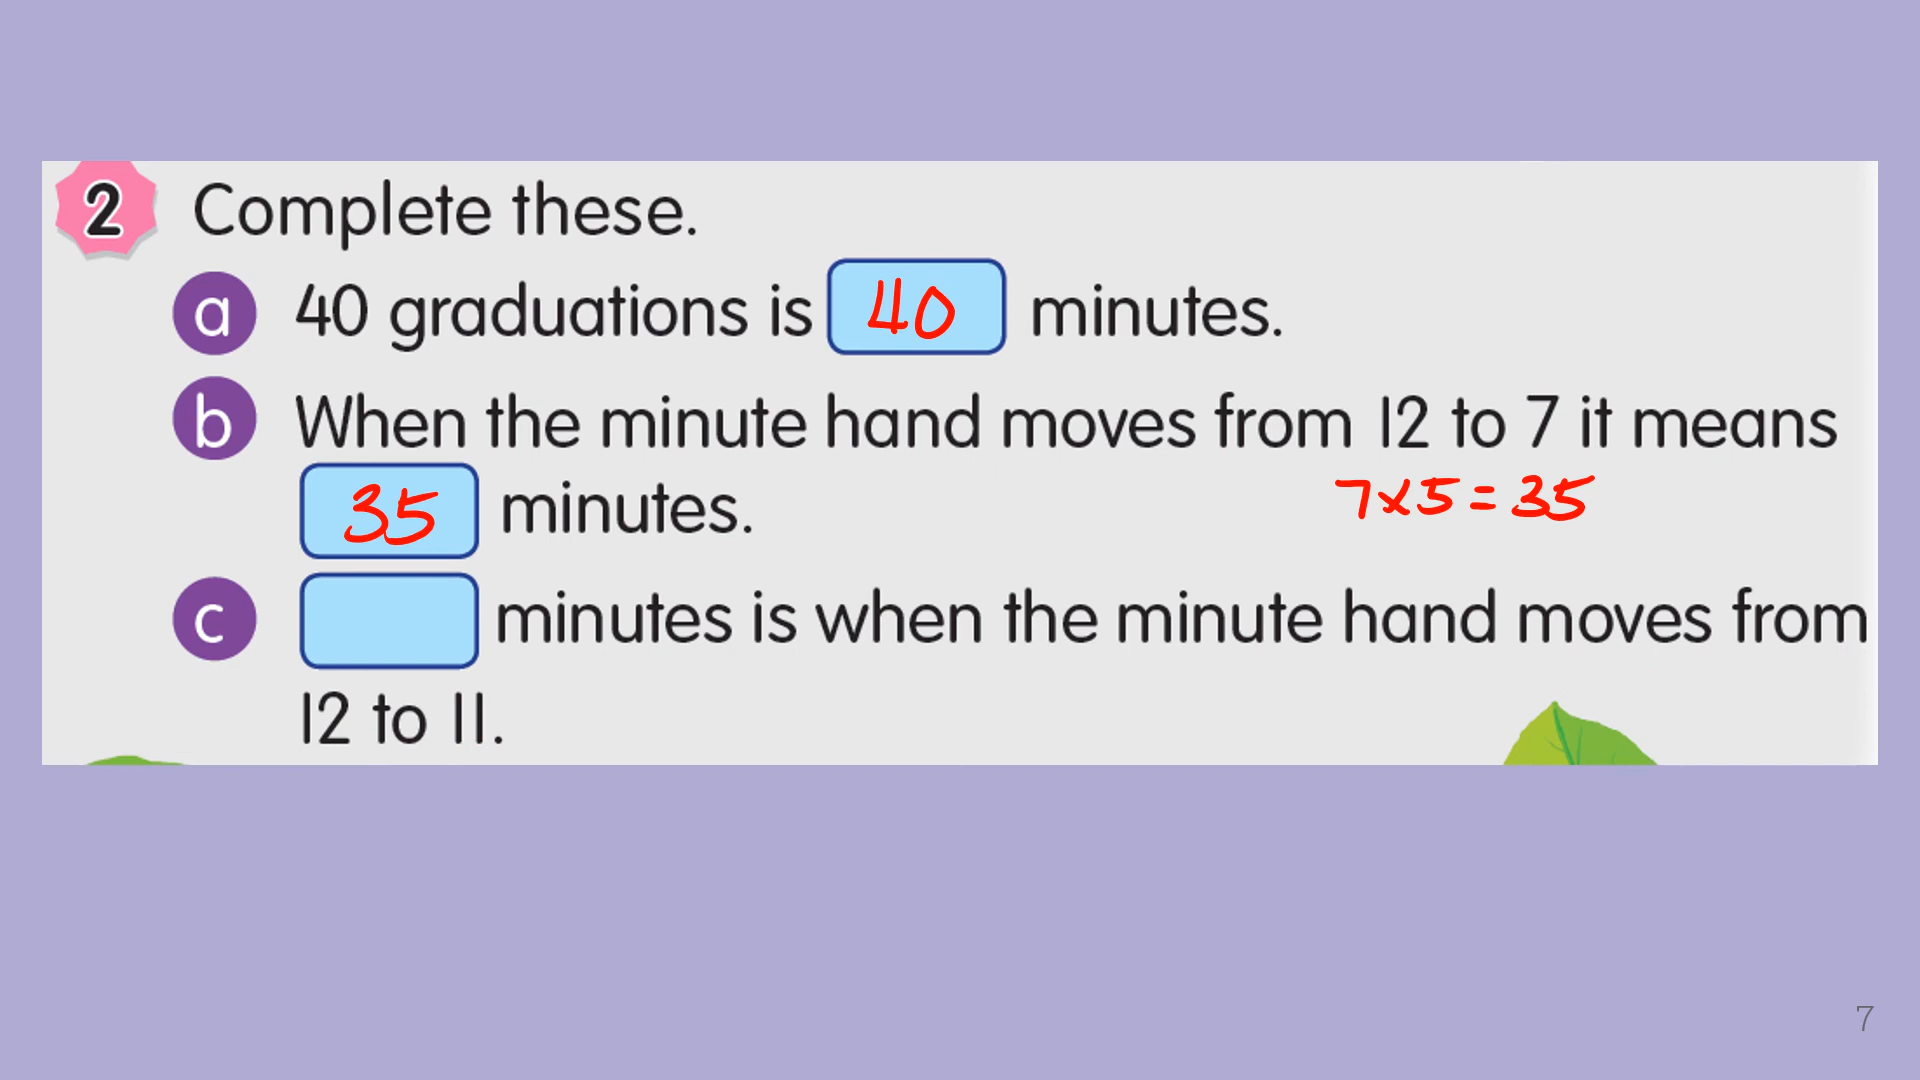 2 Complete these.
a 40 graduations is 40 minutes.
b When the minute hand moves from 12 to 7 it means
35 minutes. 7×5=35
c minutes is when the minute hand moves from
12 to 11.
7